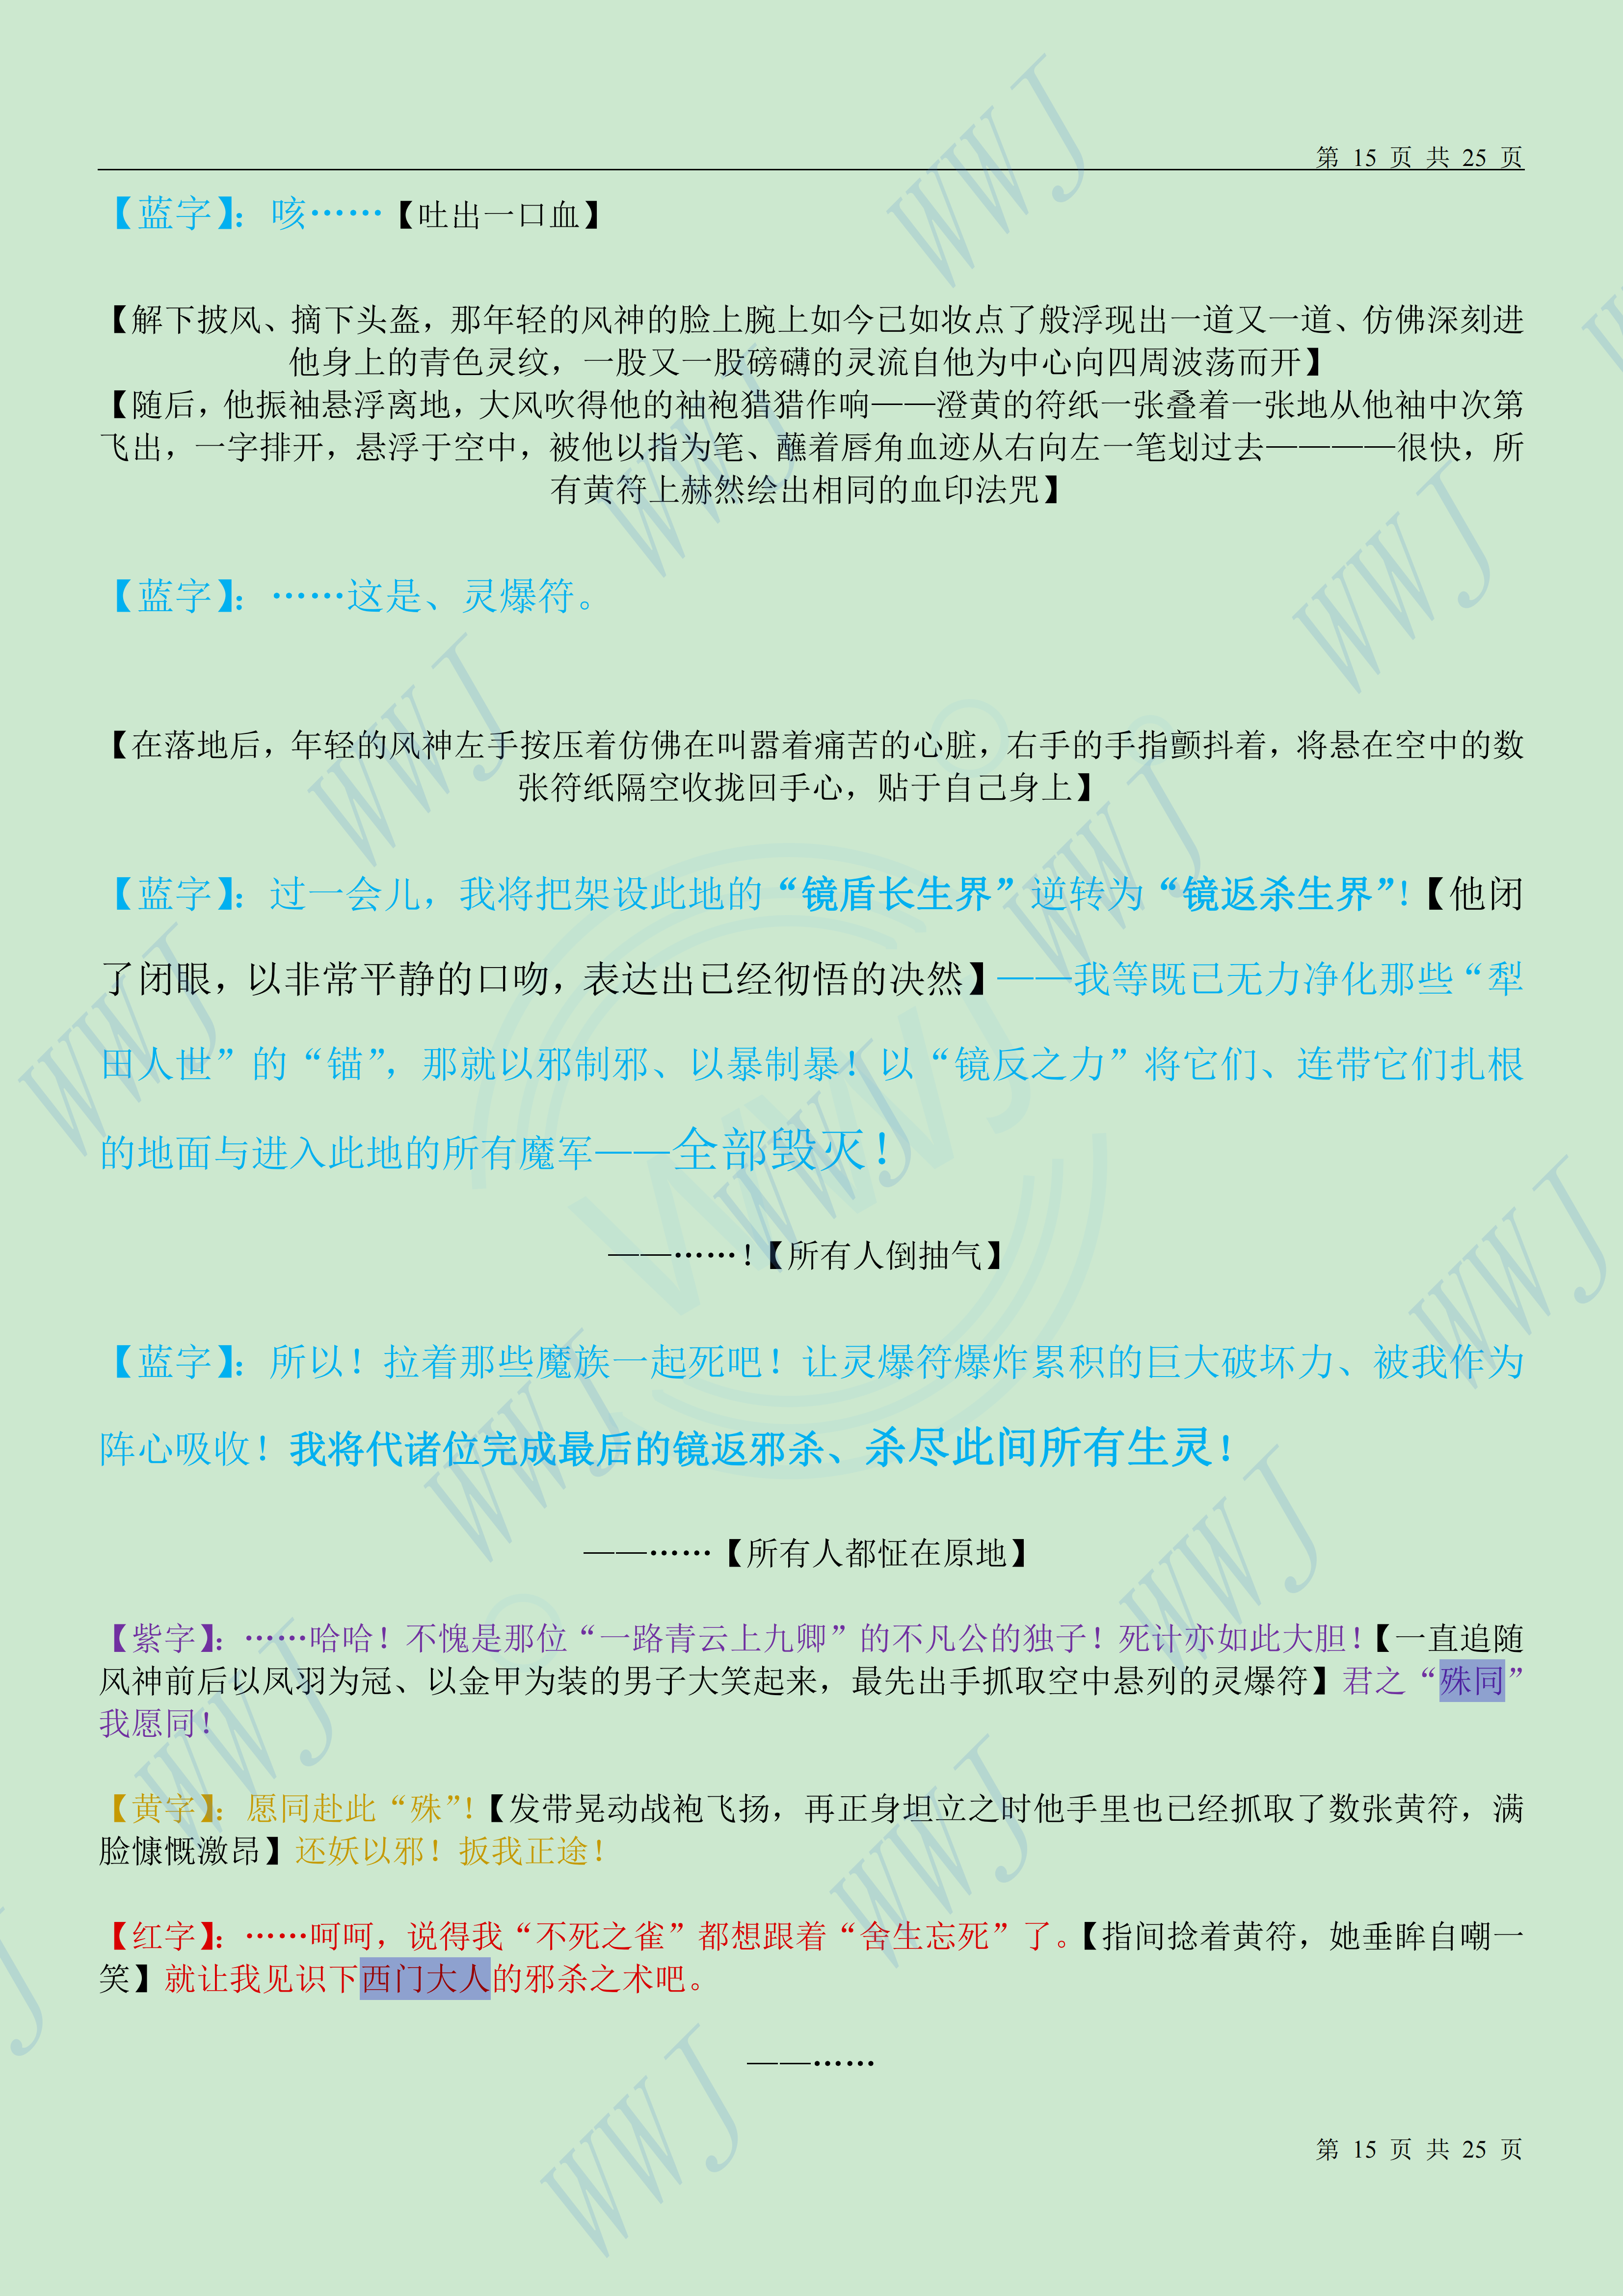 第 15 页 共 25 页
【蓝字】：咳……【吐出一口血】
【解下披风、摘下头盔，那年轻的风神的脸上腕上如今已如妆点了般浮现出一道又一道、仿佛深刻进
他身上的青色灵纹，一股又一股磅礴的灵流自他为中心向四周波荡而开】
【随后，他振袖悬浮离地，大风吹得他的袖袍猎猎作响——澄黄的符纸一张叠着一张地从他袖中次第
飞出，一字排开，悬浮于空中，被他以指为笔、蘸着唇角血迹从右向左一笔划过去————很快，所
有黄符上赫然绘出相同的血印法咒】
【蓝字】：……这是、灵爆符。
【在落地后，年轻的风神左手按压着仿佛在叫嚣着痛苦的心脏，右手的手指颤抖着，将悬在空中的数
张符纸隔空收拢回手心，贴于自己身上】
【蓝字】：过一会儿，我将把架设此地的“镜盾长生界”逆转为“镜返杀生界”！【他闭
了闭眼，以非常平静的口吻，表达出已经彻悟的决然】——我等既已无力净化那些“犁
田人世”的“锚”，那就以邪制邪、以暴制暴！以“镜反之力”将它们、连带它们扎根
的地面与进入此地的所有魔军——全部毁灭！
——……！【所有人倒抽气】
【蓝字】：所以！拉着那些魔族一起死吧！让灵爆符爆炸累积的巨大破坏力、被我作为
阵心吸收！我将代诸位完成最后的镜返邪杀、杀尽此间所有生灵！
——……【所有人都怔在原地】
【紫字】：……哈哈！不愧是那位“一路青云上九卿”的不凡公的独子！死计亦如此大胆！【一直追随
风神前后以凤羽为冠、以金甲为装的男子大笑起来，最先出手抓取空中悬列的灵爆符】君之“殊同”
我愿同！
【黄字】：愿同赴此“殊”！【发带晃动战袍飞扬，再正身坦立之时他手里也已经抓取了数张黄符，满
脸慷慨激昂】还妖以邪！扳我正途！
【红字】：……呵呵，说得我“不死之雀”都想跟着“舍生忘死”了。【指间捻着黄符，她垂眸自嘲一
笑】就让我见识下西门大人的邪杀之术吧。
——……
第 15 页 共 25 页